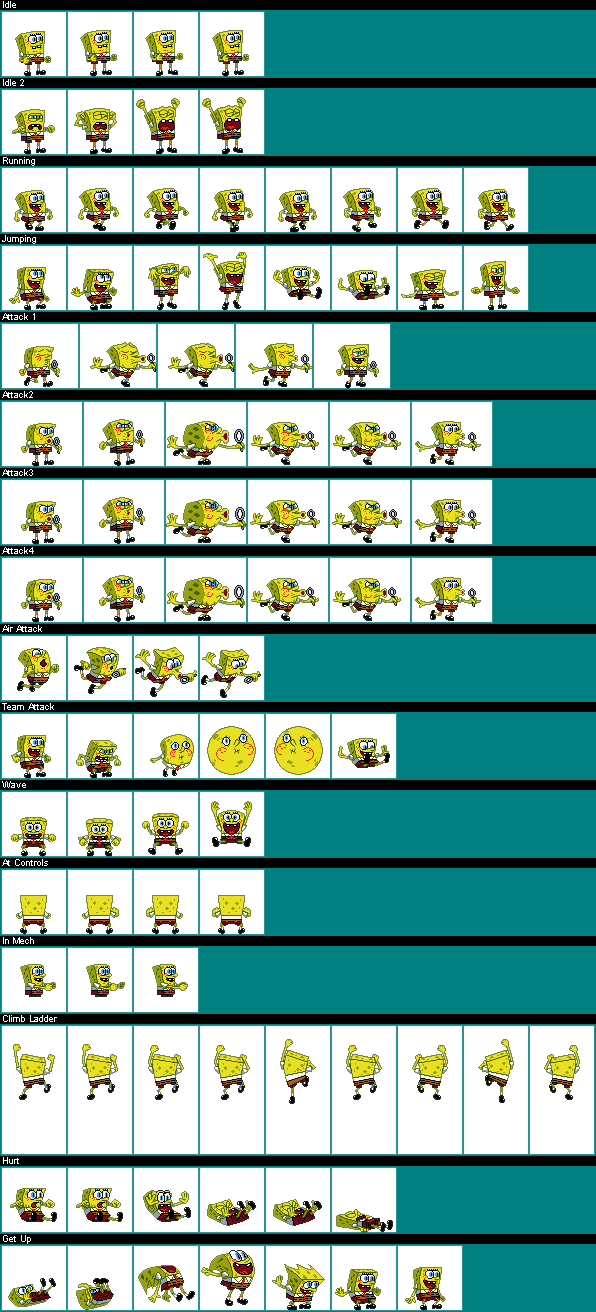 Idle
Idle 2
Running
Jumping
Attack 1
Attack2
Attack3
Attack4
Air Attack
Team Attack
Wave
At Controls
In Mech
Climb Ladder
Hurt
Get Up